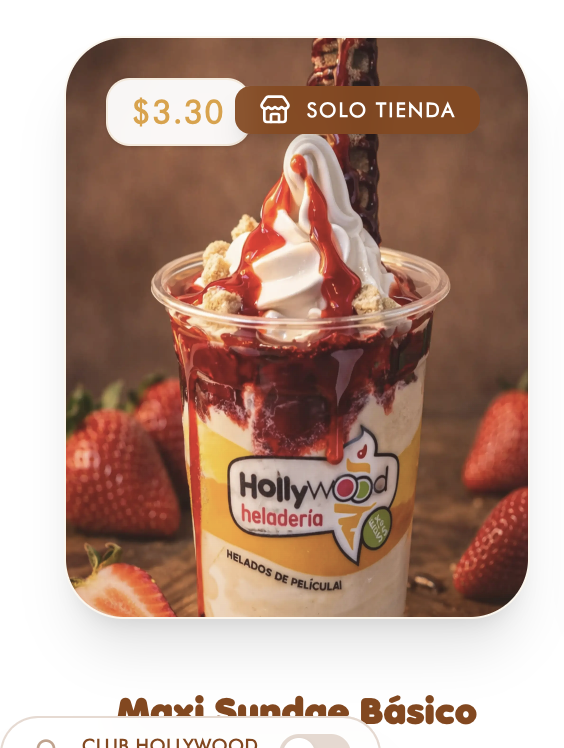 $3.30
SOLO TIENDA
Hollywood
heladería
HELADOS DE PELÍCULA!
Maxi Sundae Básico
CLUB HOLLYWOOD